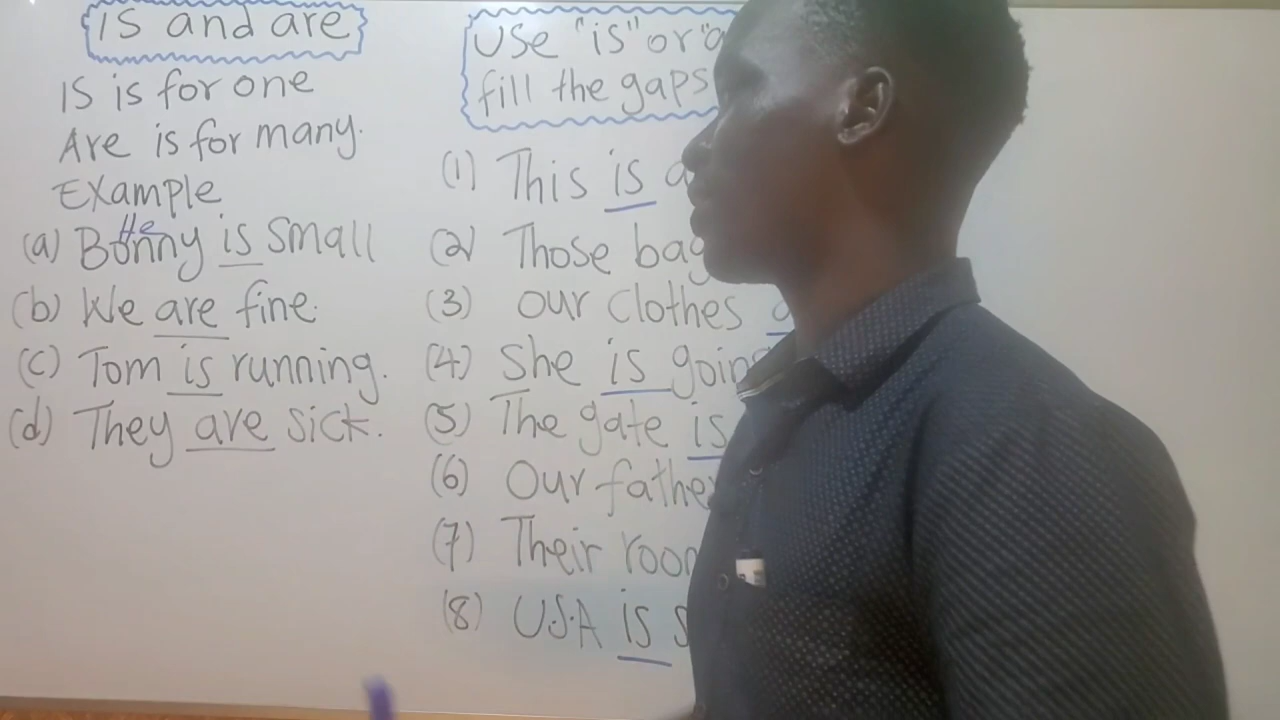 IS and are
IS is for one
Are is for many.
Example
He
(a) Bonny is small
(b) We are fine.
(c) Tom is running.
(d) They are sick.
Use "is" or "a
fill the gaps
(1) This is a
(2) Those bag
(3) Our clothes a
(4) She is going
(5) The gate is
(6) Our father
(7) Their room
(8) U.S.A is s